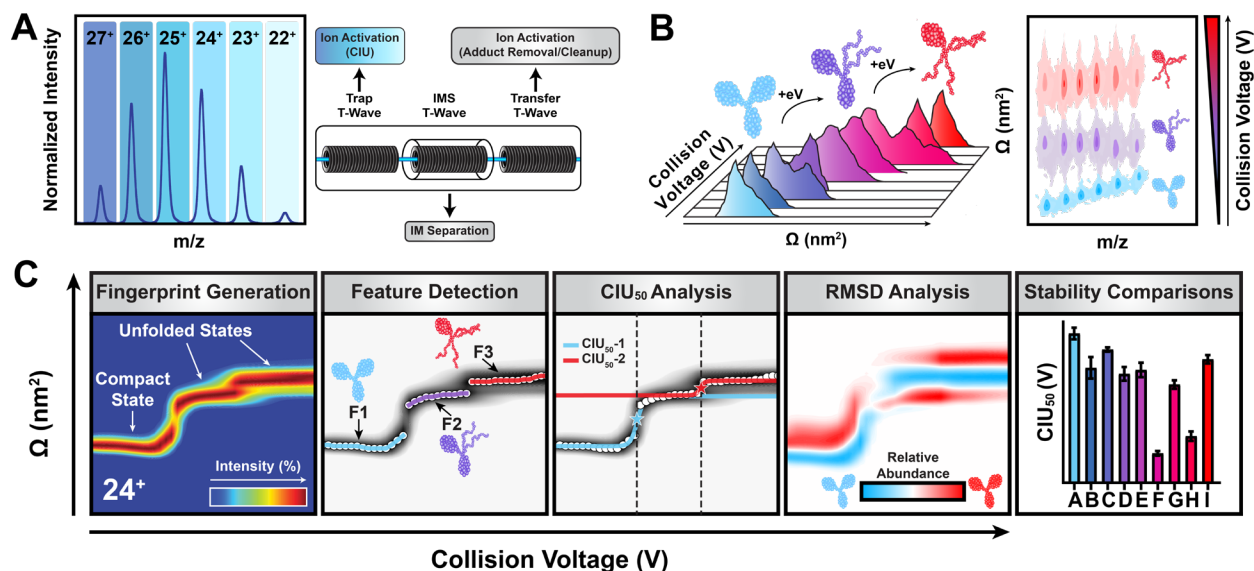 A
Normalized Intensity
27+
26+
25+
24+
23+
22+
m/z
Ion Activation
(CIU)
Ion Activation
(Adduct Removal/Cleanup)
Trap
T-Wave
IMS
T-Wave
Transfer
T-Wave
IM Separation
B
+eV
+eV
Collision
Voltage (V)
Ω (nm²)
Ω (nm²)
m/z
Collision Voltage (V)
C
Ω (nm²)
Fingerprint Generation
Unfolded States
Compact
State
Intensity (%)
24+
Feature Detection
F1
F2
F3
CIU₅₀ Analysis
CIU₅₀-1
CIU₅₀-2
RMSD Analysis
Relative
Abundance
Stability Comparisons
CIU₅₀ (V)
A B C D E F G H I
Collision Voltage (V)